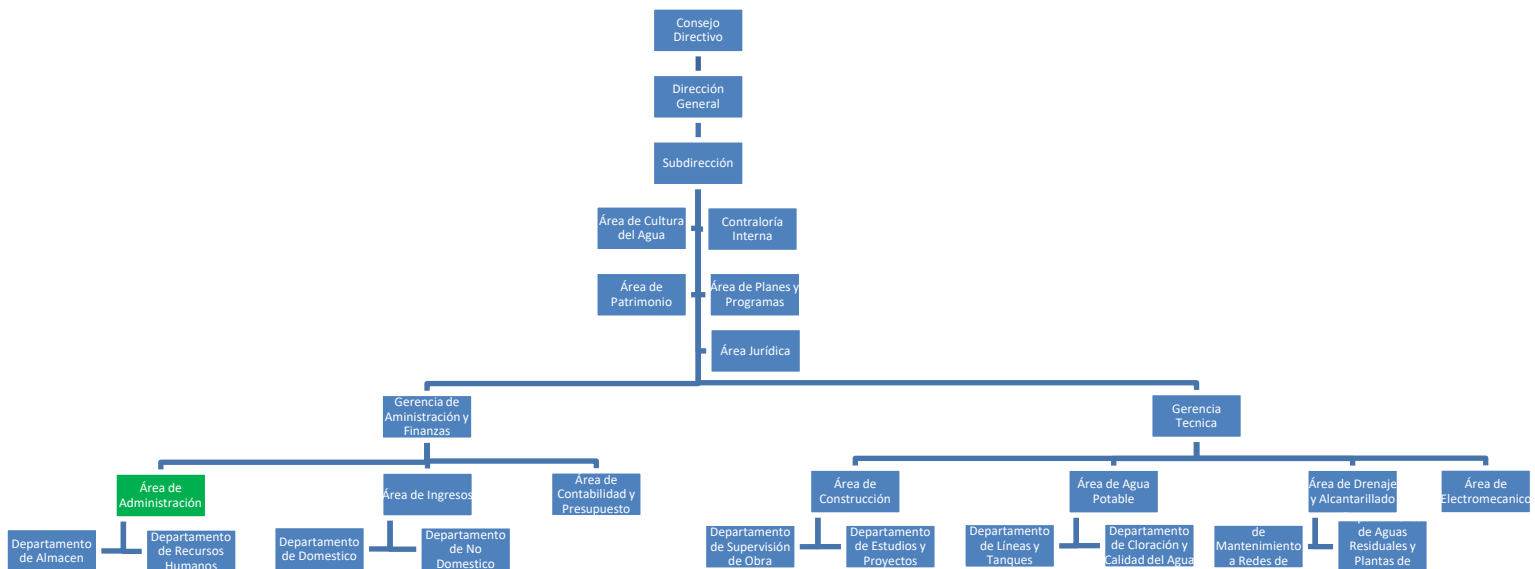 Consejo
Directivo
Dirección
General
Subdirección
Área de Cultura
del Agua
Contraloría
Interna
Área de
Patrimonio
Área de Planes y
Programas
Área Jurídica
Gerencia de
Aministración y
Finanzas
Gerencia
Tecnica
Área de
Administración
Área de Ingresos
Área de
Contabilidad y
Presupuesto
Área de
Construcción
Área de Agua
Potable
Área de Drenaje
y Alcantarillado
Área de
Electromecanico
Departamento
de Almacen
Departamento
de Recursos
Humanos
Departamento
de Domestico
Departamento
de No
Domestico
Departamento
de Supervisión
de Obra
Departamento
de Estudios y
Proyectos
Departamento
de Líneas y
Tanques
Departamento
de Cloración y
Calidad del Agua
de
Mantenimiento
a Redes de
de Aguas
Residuales y
Plantas de